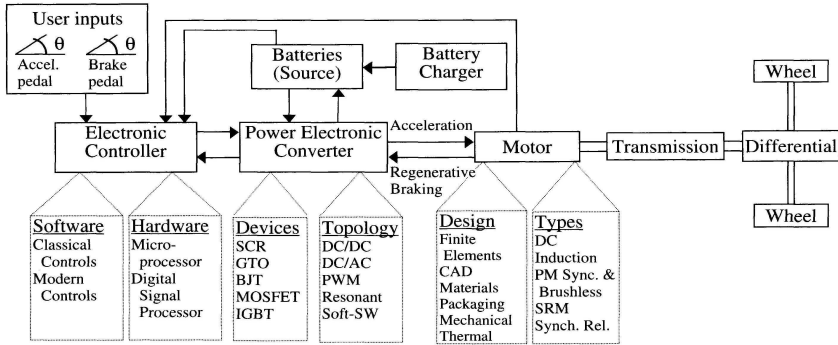 User inputs
θ
θ
Accel.
pedal
Brake
pedal
Batteries
(Source)
Battery
Charger
Wheel
Electronic
Controller
Power Electronic
Converter
Acceleration
Regenerative
Braking
Motor
Transmission
Differential
Wheel
Software
Classical
Controls
Modern
Controls
Hardware
Micro-
processor
Digital
Signal
Processor
Devices
SCR
GTO
BJT
MOSFET
IGBT
Topology
DC/DC
DC/AC
PWM
Resonant
Soft-SW
Design
Finite
Elements
CAD
Materials
Packaging
Mechanical
Thermal
Types
DC
Induction
PM Sync. &
Brushless
SRM
Synch. Rel.